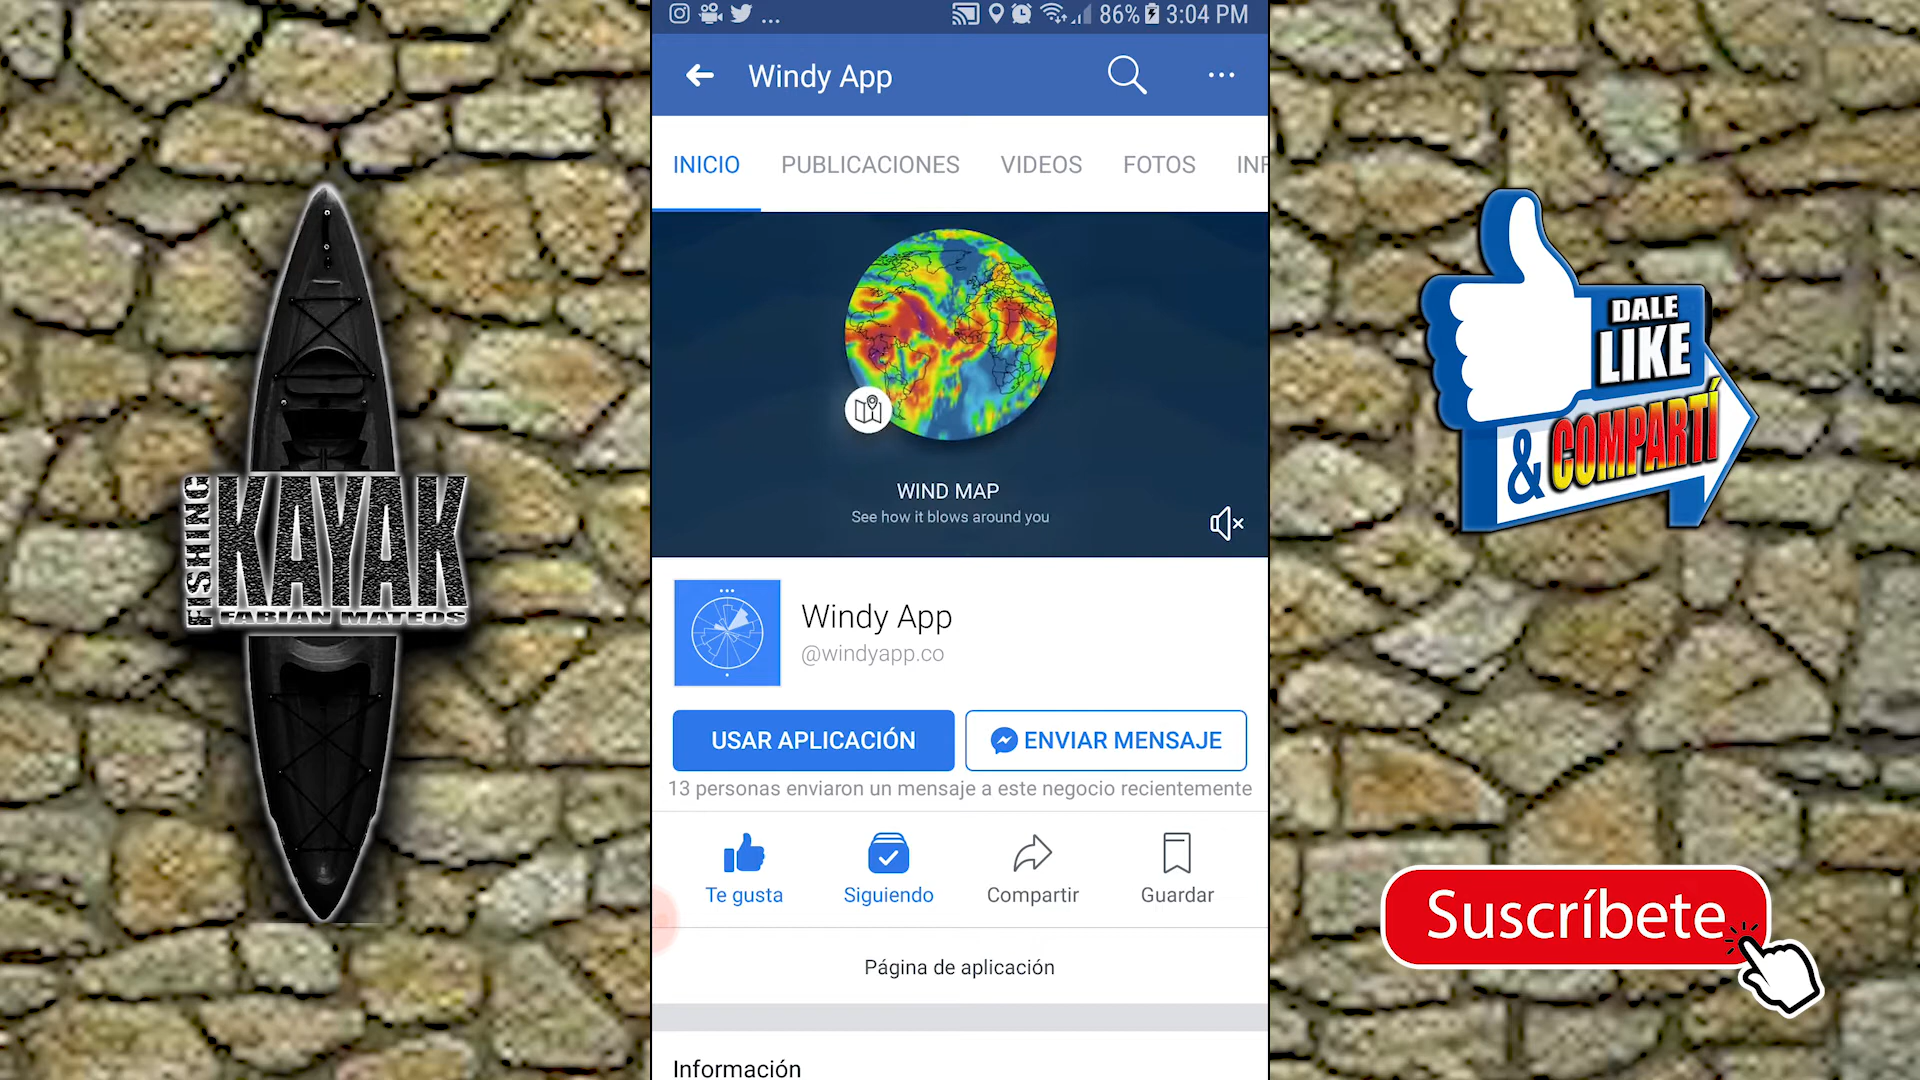 ... 86% 3:04 PM
Windy App ...
INICIO PUBLICACIONES VIDEOS FOTOS INF
WIND MAP
See how it blows around you
Windy App
@windyapp.co
USAR APLICACIÓN ENVIAR MENSAJE
13 personas enviaron un mensaje a este negocio recientemente
Te gusta Siguiendo Compartir Guardar
Página de aplicación
Información
FISHING
KAYAK
FABIAN MATEOS
DALE
LIKE
& COMPARTÍ
Suscríbete